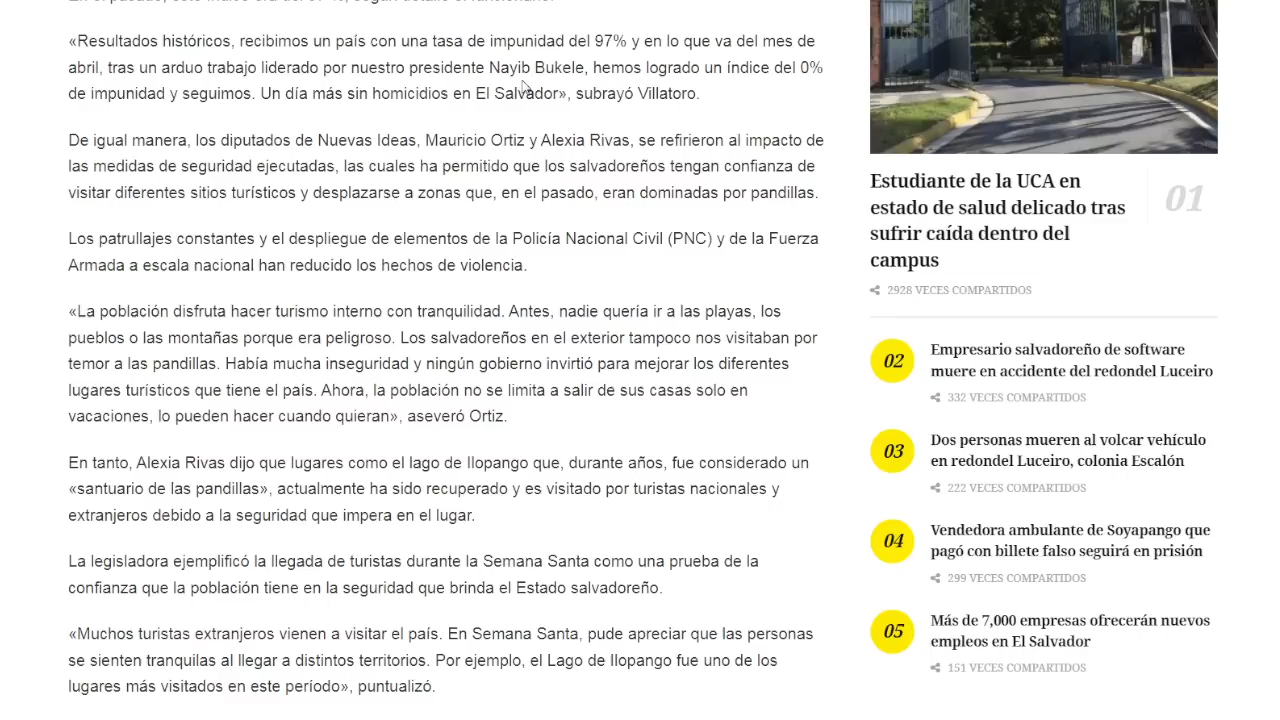 «Resultados históricos, recibimos un país con una tasa de impunidad del 97% y en lo que va del mes de
abril, tras un arduo trabajo liderado por nuestro presidente Nayib Bukele, hemos logrado un índice del 0%
de impunidad y seguimos. Un día más sin homicidios en El Salvador», subrayó Villatoro.
De igual manera, los diputados de Nuevas Ideas, Mauricio Ortiz y Alexia Rivas, se refirieron al impacto de
las medidas de seguridad ejecutadas, las cuales ha permitido que los salvadoreños tengan confianza de
visitar diferentes sitios turísticos y desplazarse a zonas que, en el pasado, eran dominadas por pandillas.
Los patrullajes constantes y el despliegue de elementos de la Policía Nacional Civil (PNC) y de la Fuerza
Armada a escala nacional han reducido los hechos de violencia.
«La población disfruta hacer turismo interno con tranquilidad. Antes, nadie quería ir a las playas, los
pueblos o las montañas porque era peligroso. Los salvadoreños en el exterior tampoco nos visitaban por
temor a las pandillas. Había mucha inseguridad y ningún gobierno invirtió para mejorar los diferentes
lugares turísticos que tiene el país. Ahora, la población no se limita a salir de sus casas solo en
vacaciones, lo pueden hacer cuando quieran», aseveró Ortiz.
En tanto, Alexia Rivas dijo que lugares como el lago de Ilopango que, durante años, fue considerado un
«santuario de las pandillas», actualmente ha sido recuperado y es visitado por turistas nacionales y
extranjeros debido a la seguridad que impera en el lugar.
La legisladora ejemplificó la llegada de turistas durante la Semana Santa como una prueba de la
confianza que la población tiene en la seguridad que brinda el Estado salvadoreño.
«Muchos turistas extranjeros vienen a visitar el país. En Semana Santa, pude apreciar que las personas
se sienten tranquilas al llegar a distintos territorios. Por ejemplo, el Lago de Ilopango fue uno de los
lugares más visitados en este período», puntualizó.
Estudiante de la UCA en
estado de salud delicado tras
sufrir caída dentro del
campus
01
2928 VECES COMPARTIDOS
02
Empresario salvadoreño de software
muere en accidente del redondel Luceiro
332 VECES COMPARTIDOS
03
Dos personas mueren al volcar vehículo
en redondel Luceiro, colonia Escalón
222 VECES COMPARTIDOS
04
Vendedora ambulante de Soyapango que
pagó con billete falso seguirá en prisión
299 VECES COMPARTIDOS
05
Más de 7,000 empresas ofrecerán nuevos
empleos en El Salvador
151 VECES COMPARTIDOS